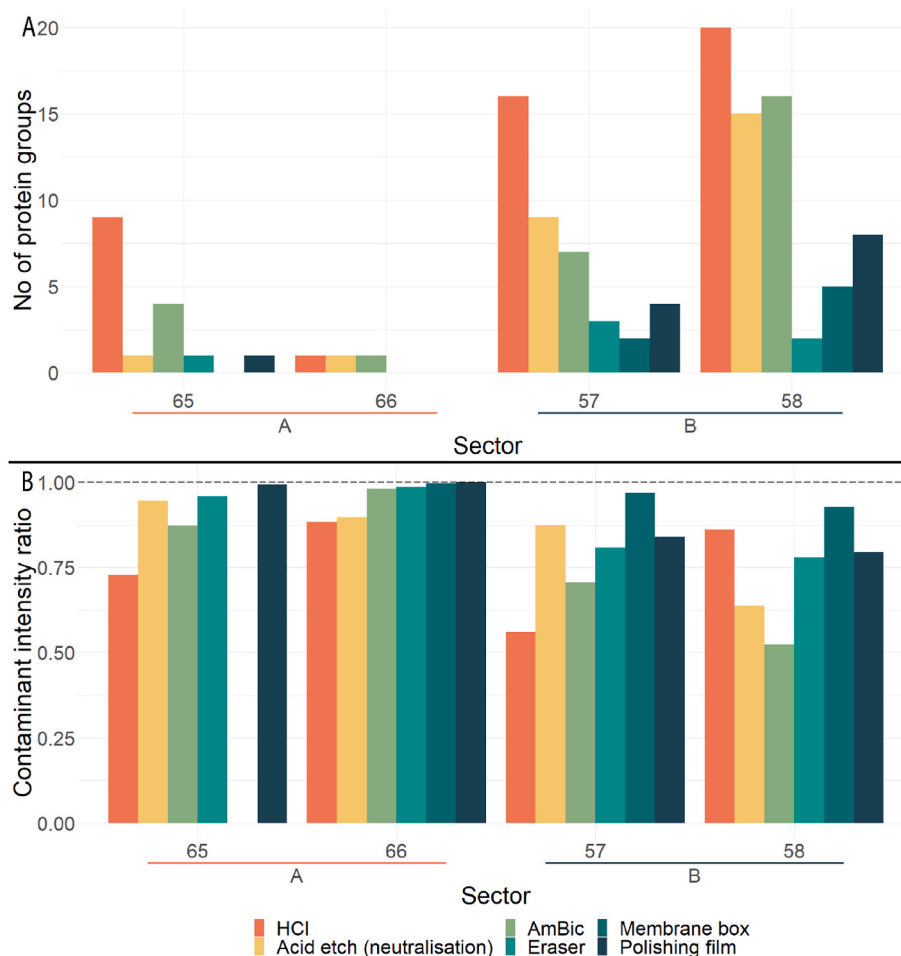 A
20
15
10
5
0
No of protein groups
65 66 57 58
A B
Sector
B
1.00
0.75
0.50
0.25
0.00
Contaminant intensity ratio
65 66 57 58
A B
Sector
HCl AmBic Membrane box
Acid etch (neutralisation) Eraser Polishing film